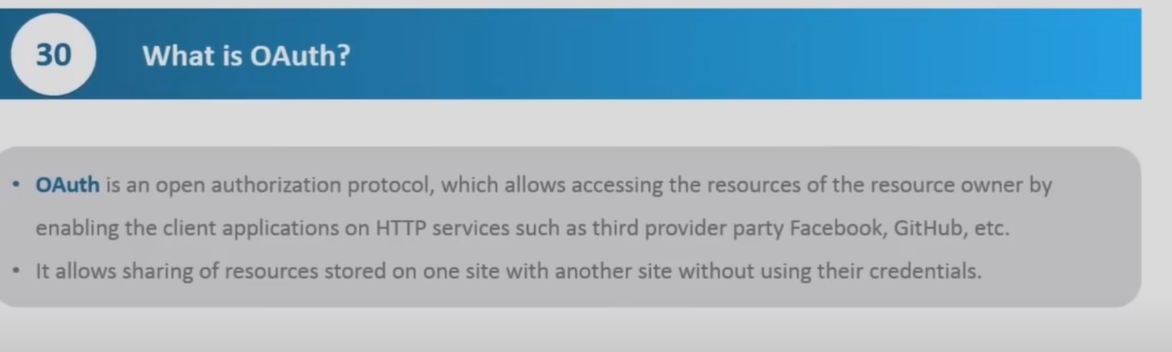 30
What is OAuth?
• OAuth is an open authorization protocol, which allows accessing the resources of the resource owner by
enabling the client applications on HTTP services such as third provider party Facebook, GitHub, etc.
• It allows sharing of resources stored on one site with another site without using their credentials.